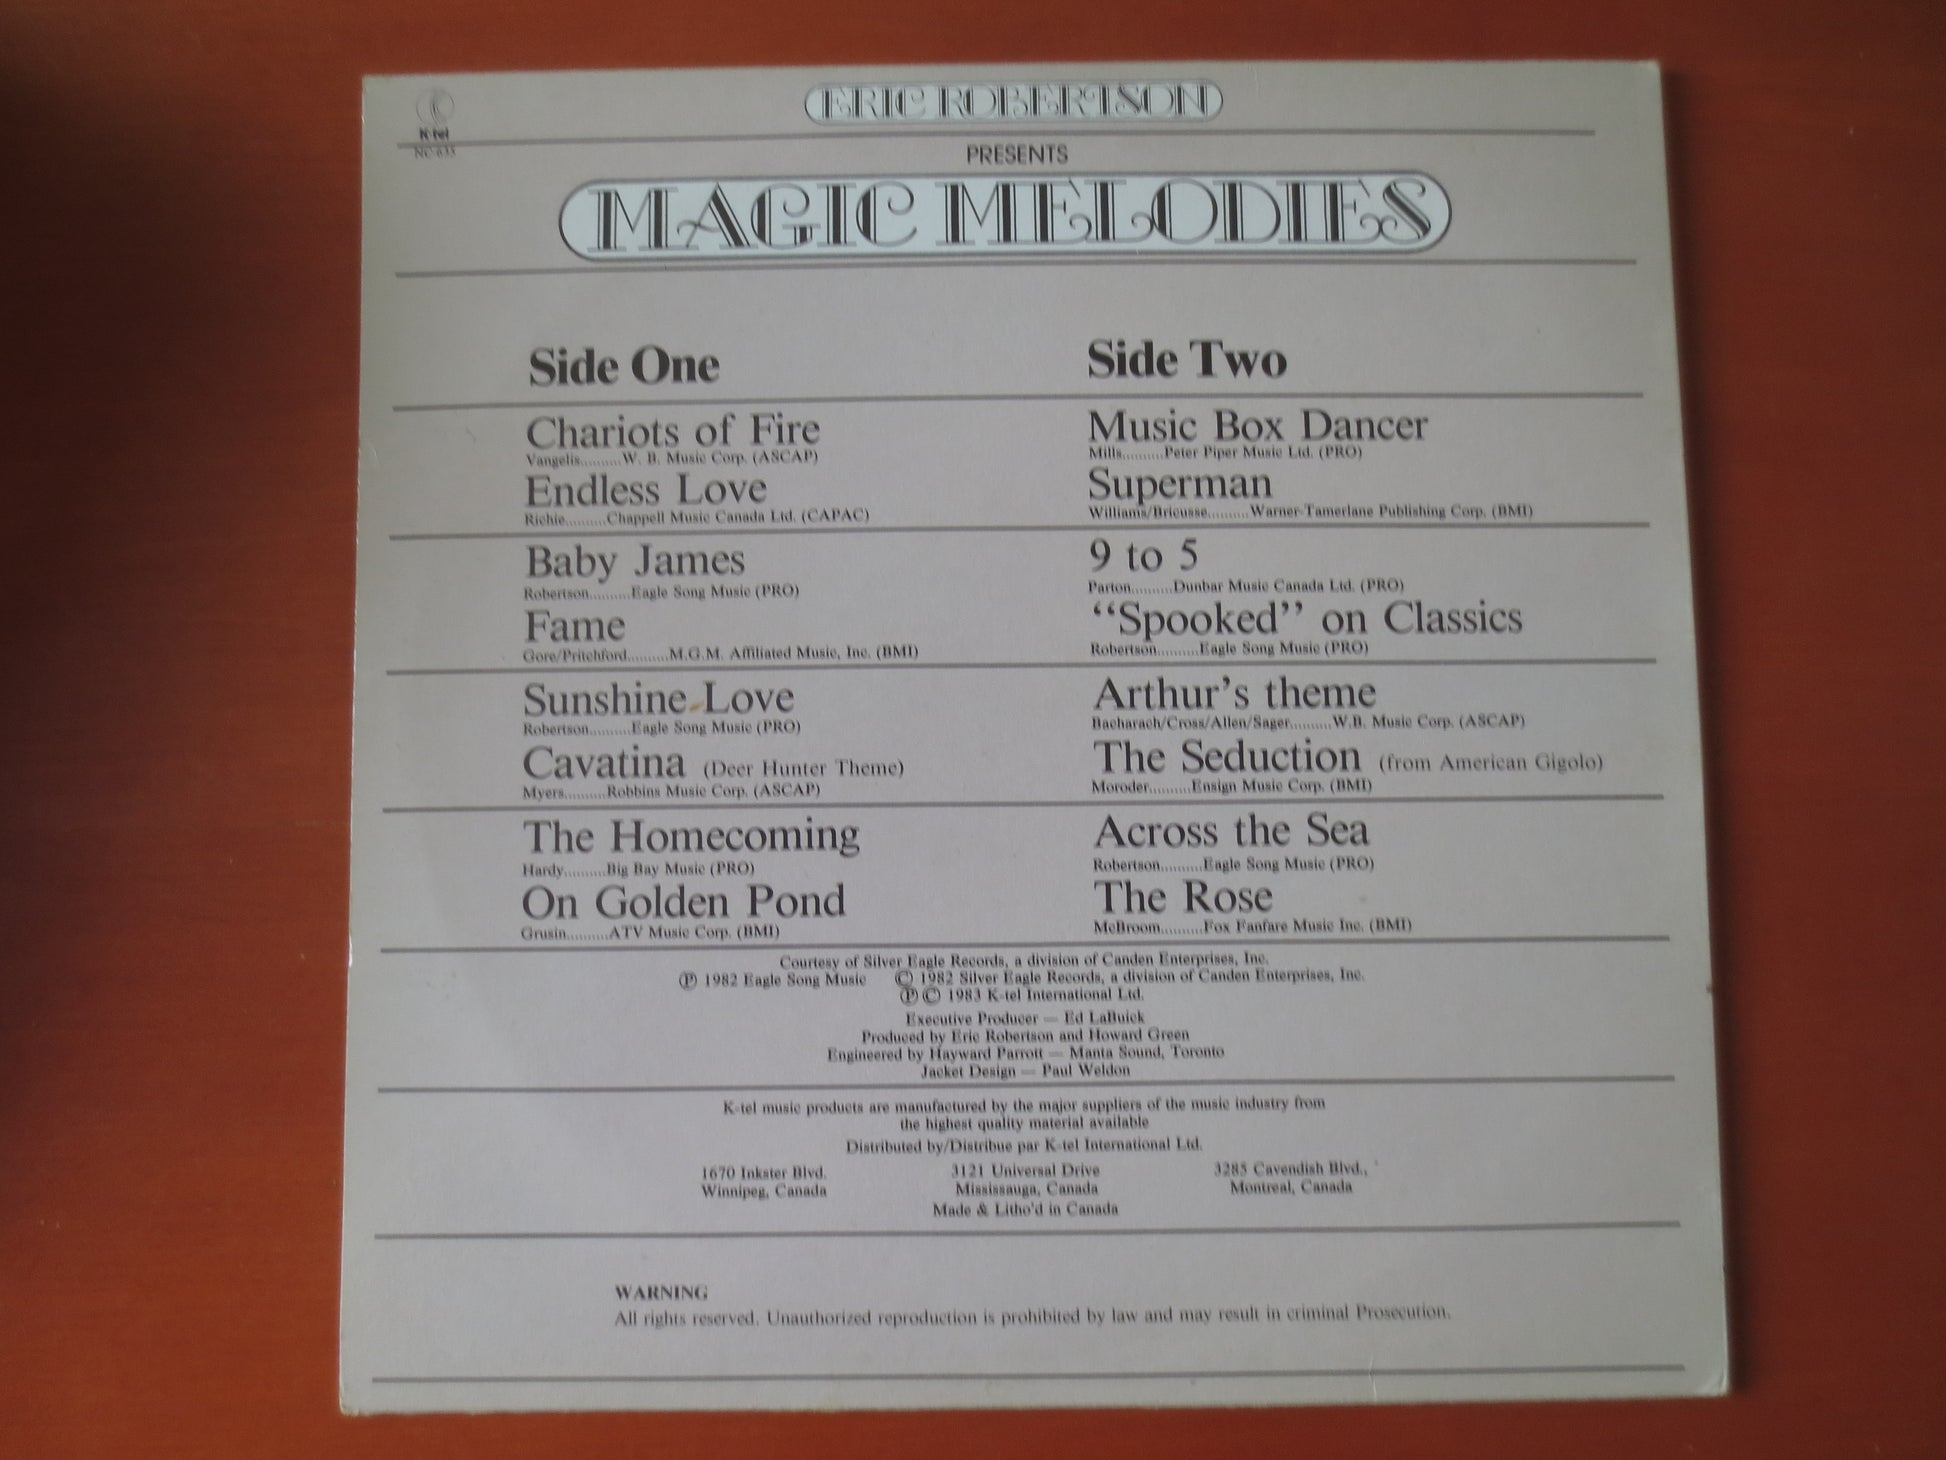 ERIC ROBERTSON
K-tel
NC 635
PRESENTS
MAGIC MELODIES
Side One
Chariots of Fire
Vangelis..........W. B. Music Corp. (ASCAP)
Endless Love
Richie..........Chappell Music Canada Ltd. (CAPAC)
Baby James
Robertson..........Eagle Song Music (PRO)
Fame
Gore/Pritchford..........M.G.M. Affiliated Music, Inc. (BMI)
Sunshine Love
Robertson..........Eagle Song Music (PRO)
Cavatina (Deer Hunter Theme)
Myers..........Robbins Music Corp. (ASCAP)
The Homecoming
Hardy..........Big Bay Music (PRO)
On Golden Pond
Grusin..........ATV Music Corp. (BMI)
Side Two
Music Box Dancer
Mills..........Peter Piper Music Ltd. (PRO)
Superman
Williams/Bricusse..........Warner-Tamerlane Publishing Corp. (BMI)
9 to 5
Parton..........Dunbar Music Canada Ltd. (PRO)
“Spooked” on Classics
Robertson..........Eagle Song Music (PRO)
Arthur’s theme
Bacharach/Cross/Allen/Sager..........W.B. Music Corp. (ASCAP)
The Seduction (from American Gigolo)
Moroder..........Ensign Music Corp. (BMI)
Across the Sea
Robertson..........Eagle Song Music (PRO)
The Rose
McBroom..........Fox Fanfare Music Inc. (BMI)
Courtesy of Silver Eagle Records, a division of Canden Enterprises, Inc.
Ⓟ 1982 Eagle Song Music © 1982 Silver Eagle Records, a division of Canden Enterprises, Inc.
Ⓟ © 1983 K-tel International Ltd.
Executive Producer — Ed LaBuick
Produced by Eric Robertson and Howard Green
Engineered by Hayward Parrott — Manta Sound, Toronto
Jacket Design — Paul Weldon
K-tel music products are manufactured by the major suppliers of the music industry from
the highest quality material available
Distributed by/Distribue par K-tel International Ltd.
1670 Inkster Blvd. 3121 Universal Drive 3285 Cavendish Blvd.,
Winnipeg, Canada Mississauga, Canada Montreal, Canada
Made & Litho'd in Canada
WARNING
All rights reserved. Unauthorized reproduction is prohibited by law and may result in criminal Prosecution.